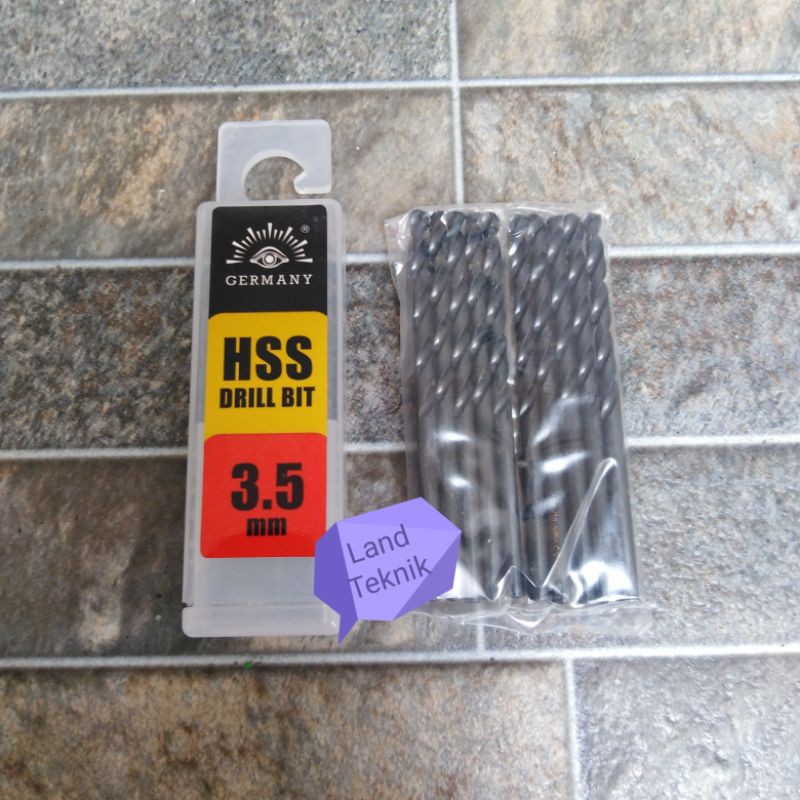 ®
GERMANY
HSS
DRILL BIT
3.5
mm
Land
Teknik